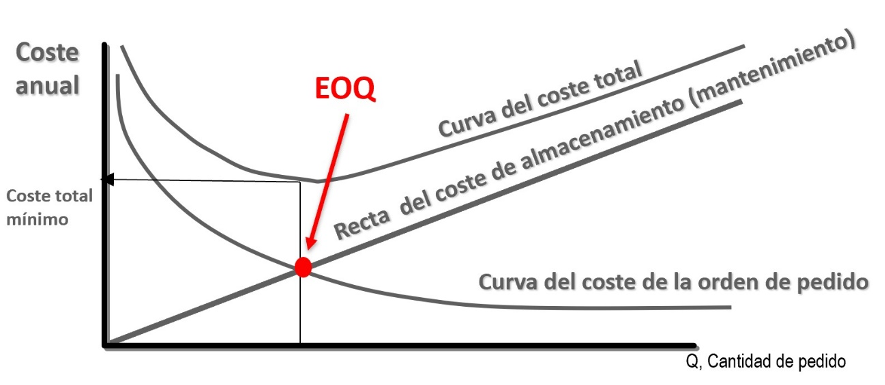 Coste
anual
EOQ
Curva del coste total
Recta  del coste de almacenamiento (mantenimiento)
Coste total
mínimo
Curva del coste de la orden de pedido
Q, Cantidad de pedido